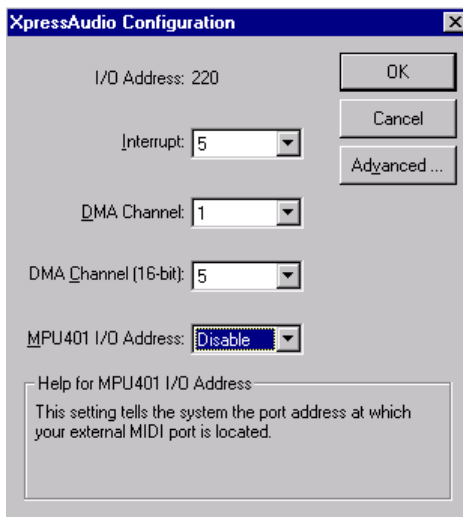 XpressAudio Configuration
I/O Address: 220
OK
Interrupt: 5
Cancel
Advanced ...
DMA Channel: 1
DMA Channel (16-bit): 5
MPU401 I/O Address: Disable
Help for MPU401 I/O Address
This setting tells the system the port address at which
your external MIDI port is located.